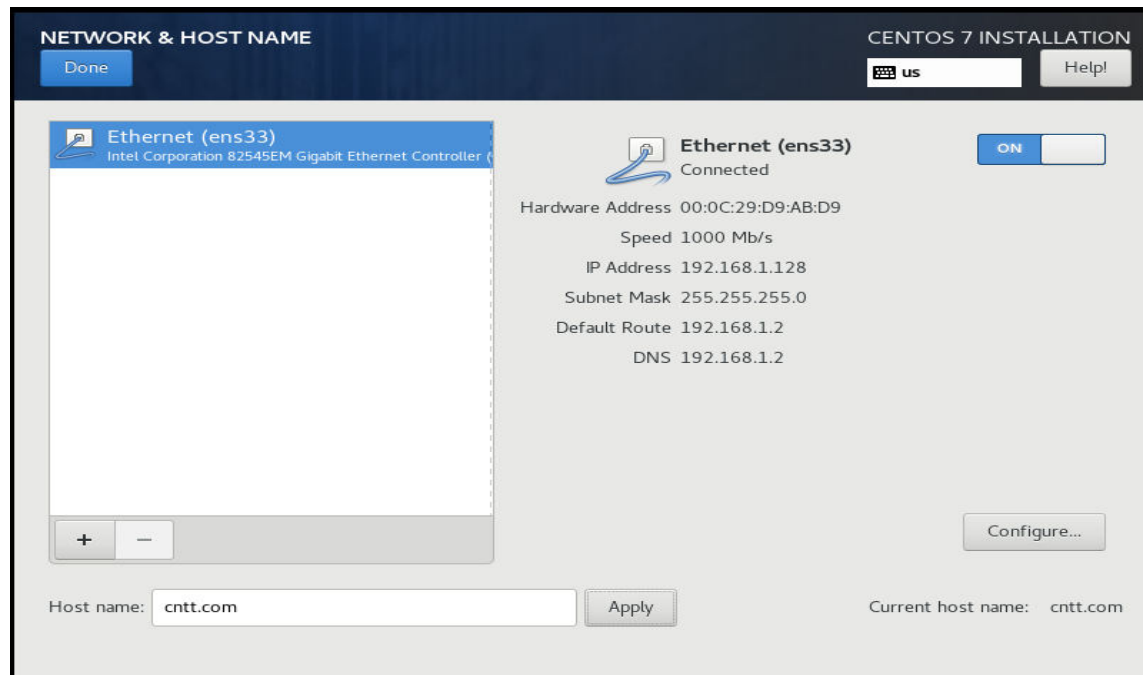 NETWORK & HOST NAME
CENTOS 7 INSTALLATION
Done
us
Help!
Ethernet (ens33)
Intel Corporation 82545EM Gigabit Ethernet Controller (
Ethernet (ens33)
Connected
ON
Hardware Address 00:0C:29:D9:AB:D9
Speed 1000 Mb/s
IP Address 192.168.1.128
Subnet Mask 255.255.255.0
Default Route 192.168.1.2
DNS 192.168.1.2
+ −
Configure...
Host name: cntt.com
Apply
Current host name: cntt.com